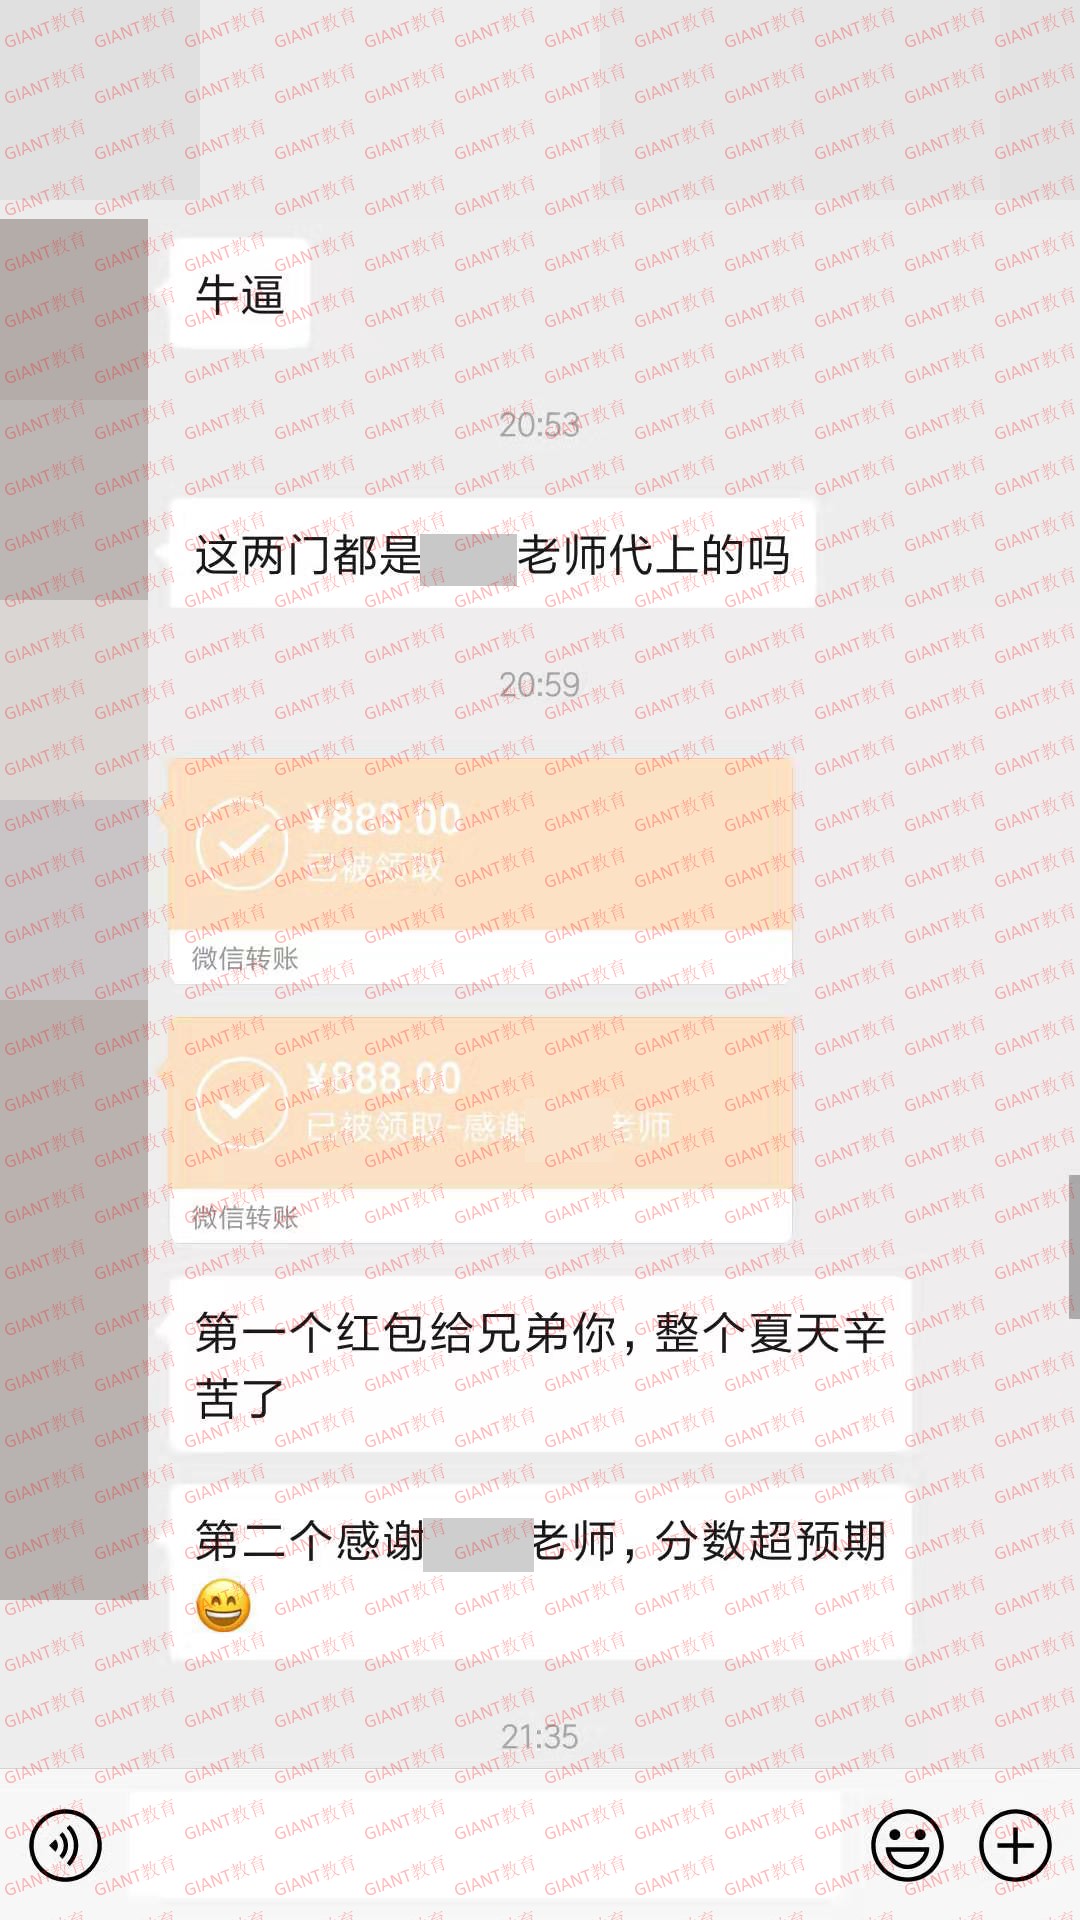 牛逼
20:53
这两门都是 老师代上的吗
20:59
¥888.00
已被领取
微信转账
¥888.00
已被领取-感谢 老师
微信转账
第一个红包给兄弟你，整个夏天辛
苦了
第二个感谢 老师，分数超预期
😄
21:35
GIANT教育